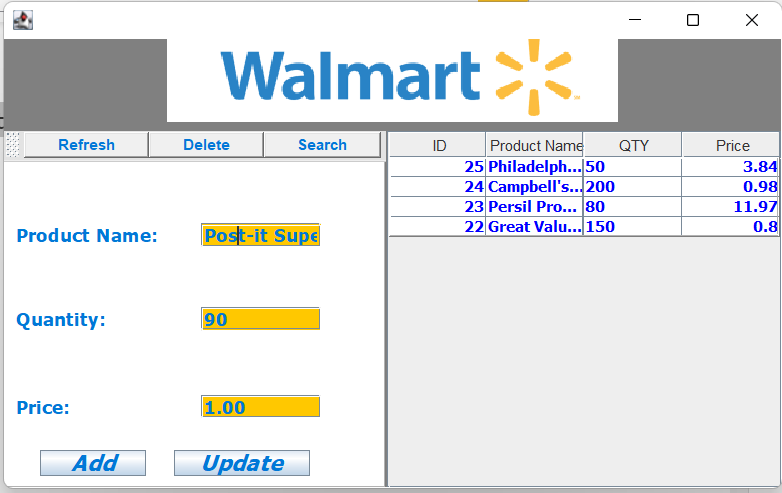 Walmart
Refresh Delete Search
Product Name: Post-it Supe
Quantity: 90
Price: 1.00
Add Update
ID Product Name QTY Price
25 Philadelph... 50 3.84
24 Campbell's... 200 0.98
23 Persil Pro... 80 11.97
22 Great Valu... 150 0.8